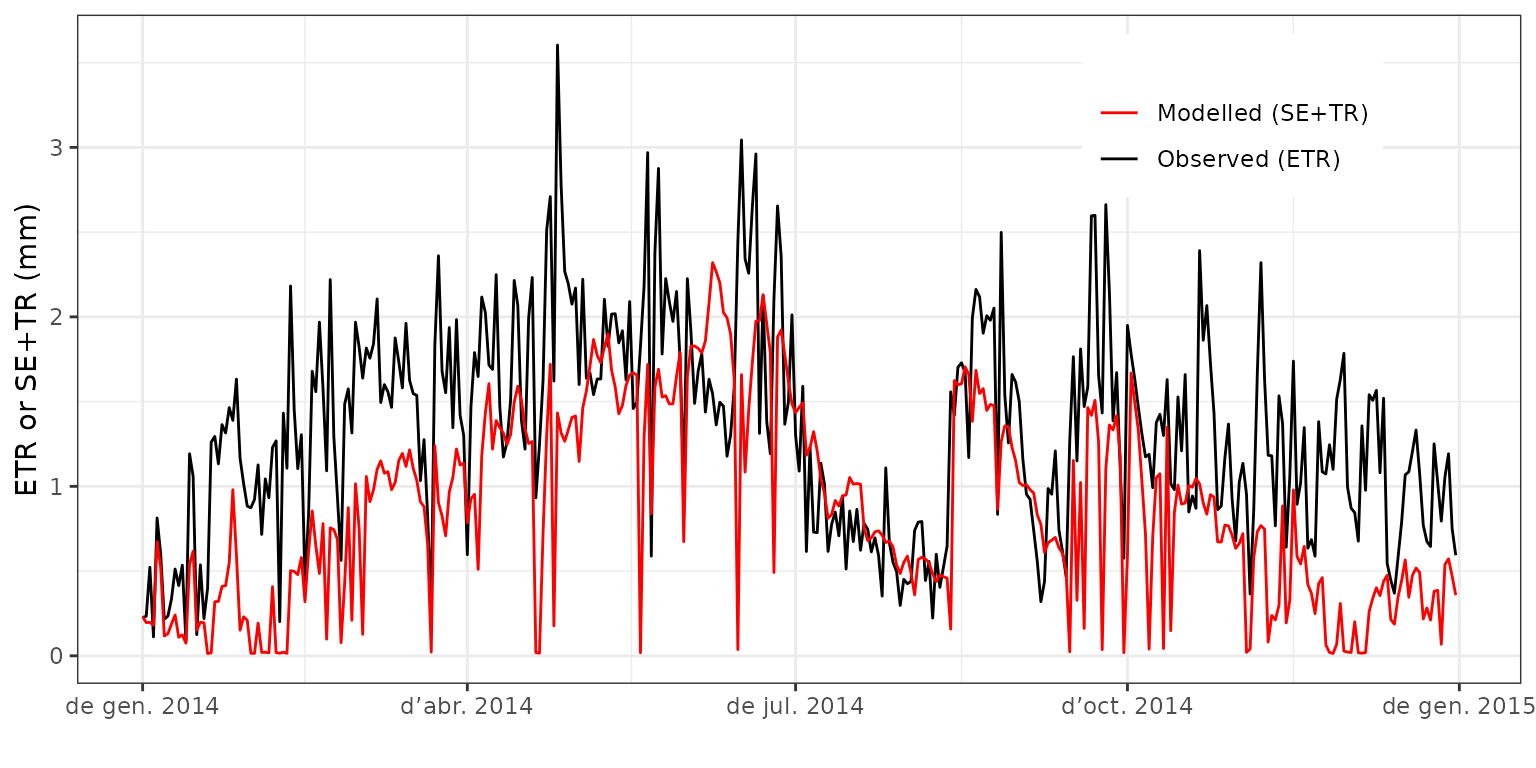 Modelled (SE+TR)
Observed (ETR)
ETR or SE+TR (mm)
3
2
1
0
de gen. 2014
d’abr. 2014
de jul. 2014
d’oct. 2014
de gen. 2015